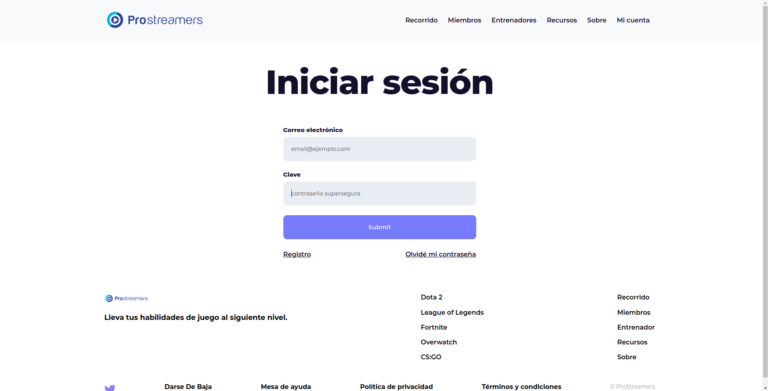 Prostreamers
Recorrido Miembros Entrenadores Recursos Sobre Mi cuenta
Iniciar sesión
Correo electrónico
email@ejemplo.com
Clave
contraseña supersegura
Submit
Registro Olvidé mi contraseña
Prostreamers
Lleva tus habilidades de juego al siguiente nivel.
Dota 2
League of Legends
Fortnite
Overwatch
CS:GO
Recorrido
Miembros
Entrenador
Recursos
Sobre
Darse De Baja Mesa de ayuda Política de privacidad Términos y condiciones © ProStreamers